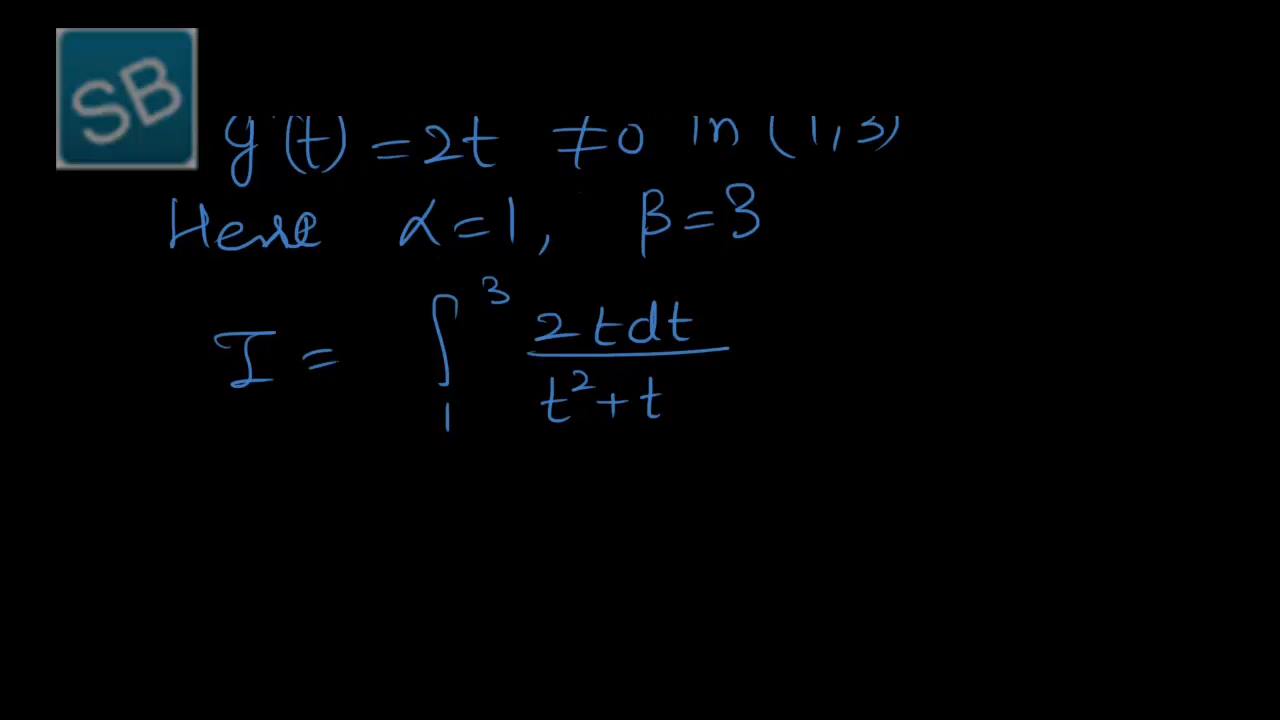 SB
g'(t) = 2t ≠ 0 in (1, 3)
Here α = 1, β = 3
I = ∫₁³ 2t dt / (t² + t)